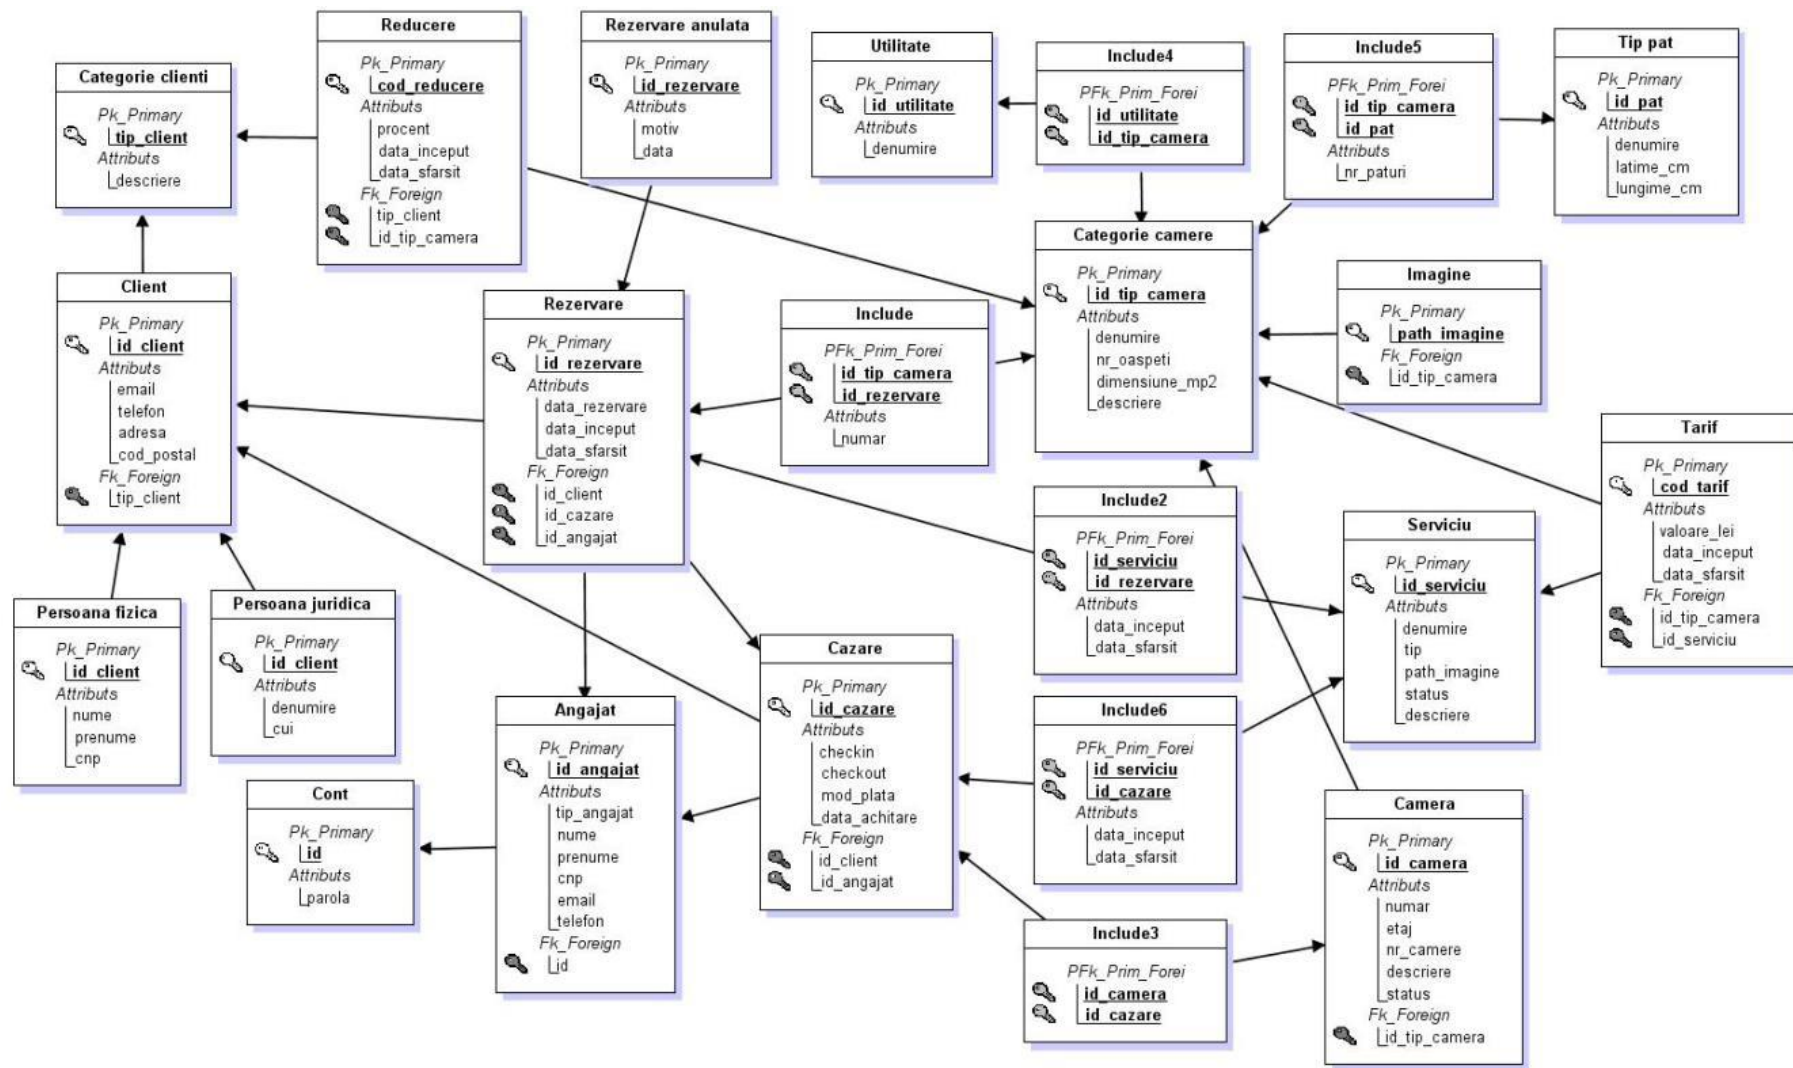 Reducere
Pk_Primary
cod_reducere
Attributs
procent
data_inceput
data_sfarsit
Fk_Foreign
tip_client
id_tip_camera
Rezervare anulata
Pk_Primary
id_rezervare
Attributs
motiv
data
Utilitate
Pk_Primary
id_utilitate
Attributs
denumire
Include4
PFk_Prim_Forei
id_utilitate
id_tip_camera
Include5
PFk_Prim_Forei
id_tip_camera
id_pat
Attributs
nr_paturi
Tip pat
Pk_Primary
id_pat
Attributs
denumire
latime_cm
lungime_cm
Categorie clienti
Pk_Primary
tip_client
Attributs
descriere
Client
Pk_Primary
id_client
Attributs
email
telefon
adresa
cod_postal
Fk_Foreign
tip_client
Rezervare
Pk_Primary
id_rezervare
Attributs
data_rezervare
data_inceput
data_sfarsit
Fk_Foreign
id_client
id_cazare
id_angajat
Include
PFk_Prim_Forei
id_tip_camera
id_rezervare
Attributs
numar
Categorie camere
Pk_Primary
id_tip_camera
Attributs
denumire
nr_oaspeti
dimensiune_mp2
descriere
Imagine
Pk_Primary
path_imagine
Fk_Foreign
id_tip_camera
Tarif
Pk_Primary
cod_tarif
Attributs
valoare_lei
data_inceput
data_sfarsit
Fk_Foreign
id_tip_camera
id_serviciu
Include2
PFk_Prim_Forei
id_serviciu
id_rezervare
Attributs
data_inceput
data_sfarsit
Serviciu
Pk_Primary
id_serviciu
Attributs
denumire
tip
path_imagine
status
descriere
Persoana fizica
Pk_Primary
id_client
Attributs
nume
prenume
cnp
Persoana juridica
Pk_Primary
id_client
Attributs
denumire
cui
Cazare
Pk_Primary
id_cazare
Attributs
checkin
checkout
mod_plata
data_achitare
Fk_Foreign
id_client
id_angajat
Angajat
Pk_Primary
id_angajat
Attributs
tip_angajat
nume
prenume
cnp
email
telefon
Fk_Foreign
id
Include6
PFk_Prim_Forei
id_serviciu
id_cazare
Attributs
data_inceput
data_sfarsit
Cont
Pk_Primary
id
Attributs
parola
Camera
Pk_Primary
id_camera
Attributs
numar
etaj
nr_camere
descriere
status
Fk_Foreign
id_tip_camera
Include3
PFk_Prim_Forei
id_camera
id_cazare